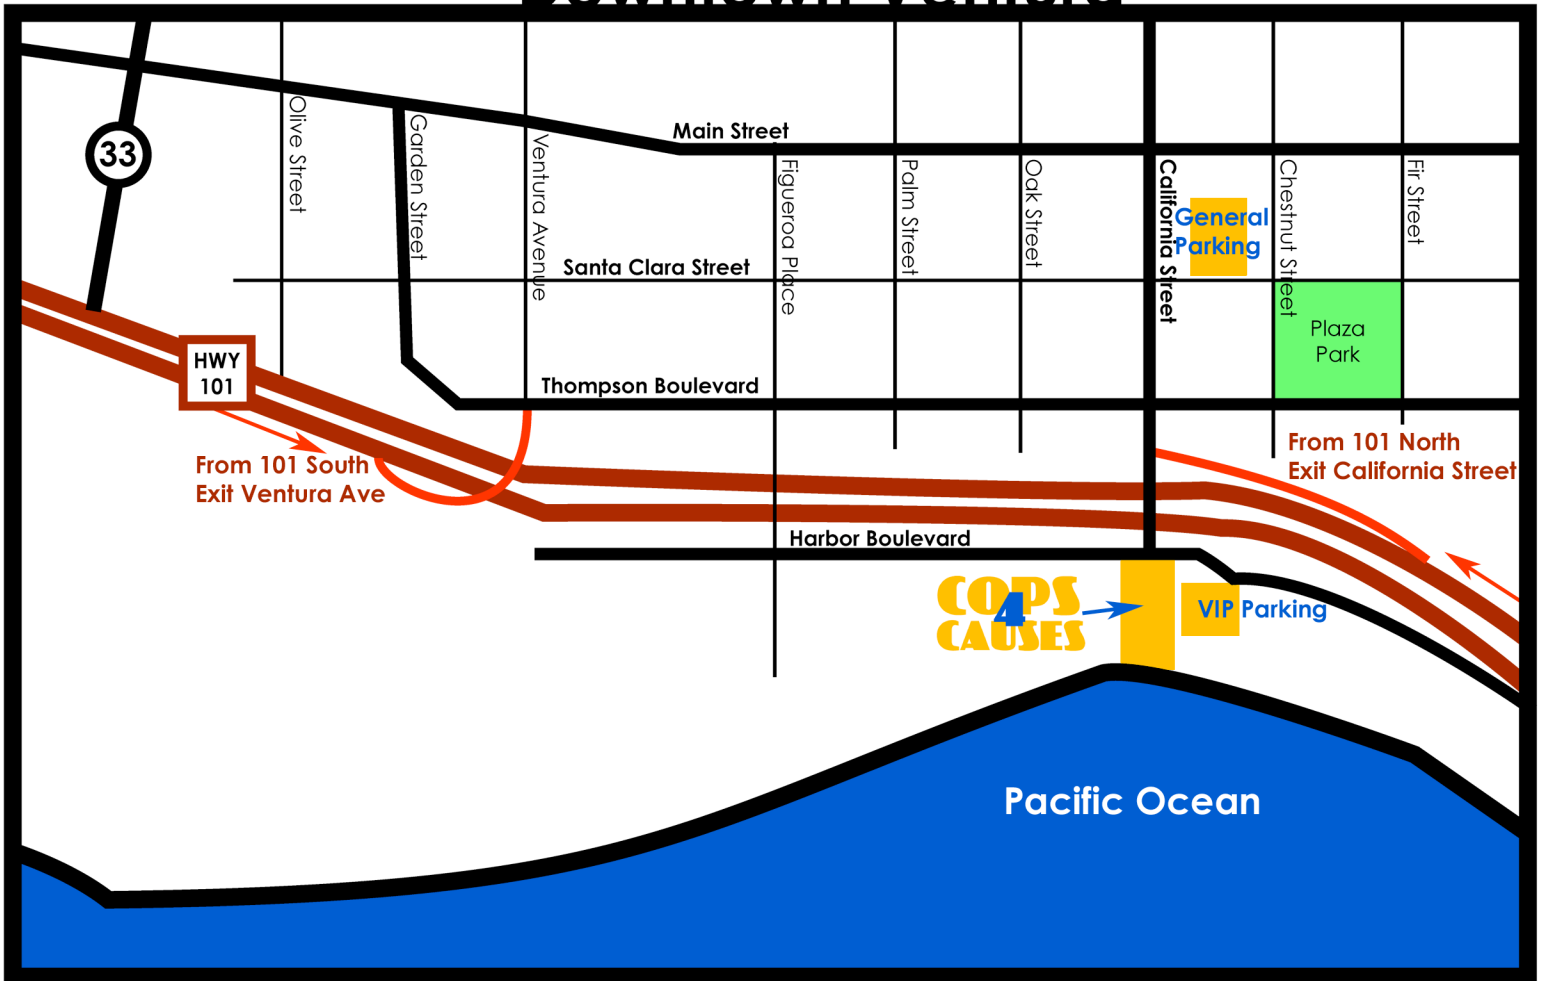 Downtown Ventura
33
Olive Street
Garden Street
Ventura Avenue
Main Street
Figueroa Place
Palm Street
Oak Street
California Street
General
Parking
Chestnut Street
Fir Street
Santa Clara Street
Plaza
Park
HWY
101
Thompson Boulevard
From 101 South
Exit Ventura Ave
From 101 North
Exit California Street
Harbor Boulevard
COPS
4
CAUSES
VIP Parking
Pacific Ocean